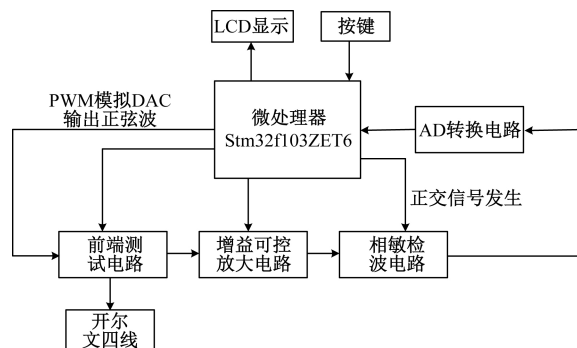 LCD显示
按键
PWM模拟DAC
输出正弦波
微处理器
Stm32f103ZET6
AD转换电路
正交信号发生
前端测
试电路
增益可控
放大电路
相敏检
波电路
开尔
文四线